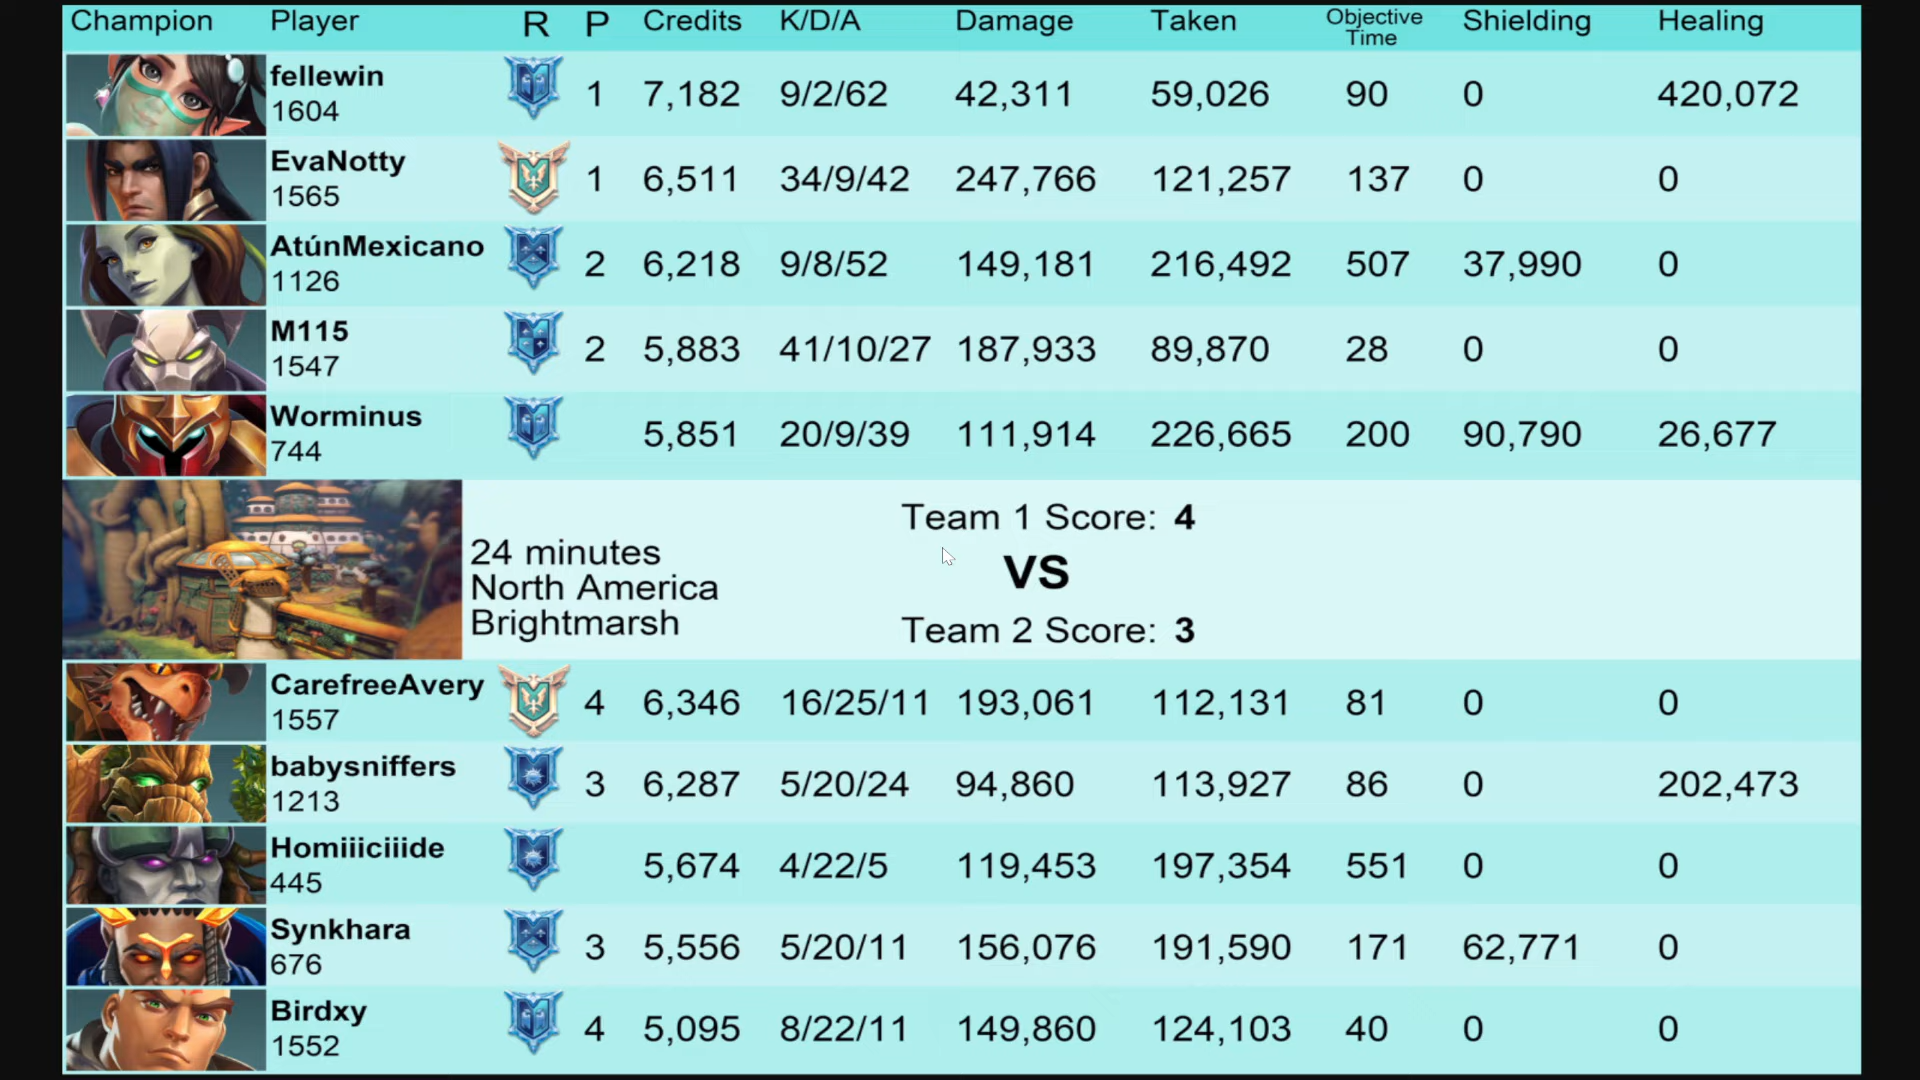 Champion Player R P Credits K/D/A Damage Taken Objective Time Shielding Healing
fellewin
1604
1 7,182 9/2/62 42,311 59,026 90 0 420,072
EvaNotty
1565
1 6,511 34/9/42 247,766 121,257 137 0 0
AtúnMexicano
1126
2 6,218 9/8/52 149,181 216,492 507 37,990 0
M115
1547
2 5,883 41/10/27 187,933 89,870 28 0 0
Worminus
744
5,851 20/9/39 111,914 226,665 200 90,790 26,677
24 minutes
North America
Brightmarsh
Team 1 Score: 4
VS
Team 2 Score: 3
CarefreeAvery
1557
4 6,346 16/25/11 193,061 112,131 81 0 0
babysniffers
1213
3 6,287 5/20/24 94,860 113,927 86 0 202,473
Homiiiciiide
445
5,674 4/22/5 119,453 197,354 551 0 0
Synkhara
676
3 5,556 5/20/11 156,076 191,590 171 62,771 0
Birdxy
1552
4 5,095 8/22/11 149,860 124,103 40 0 0